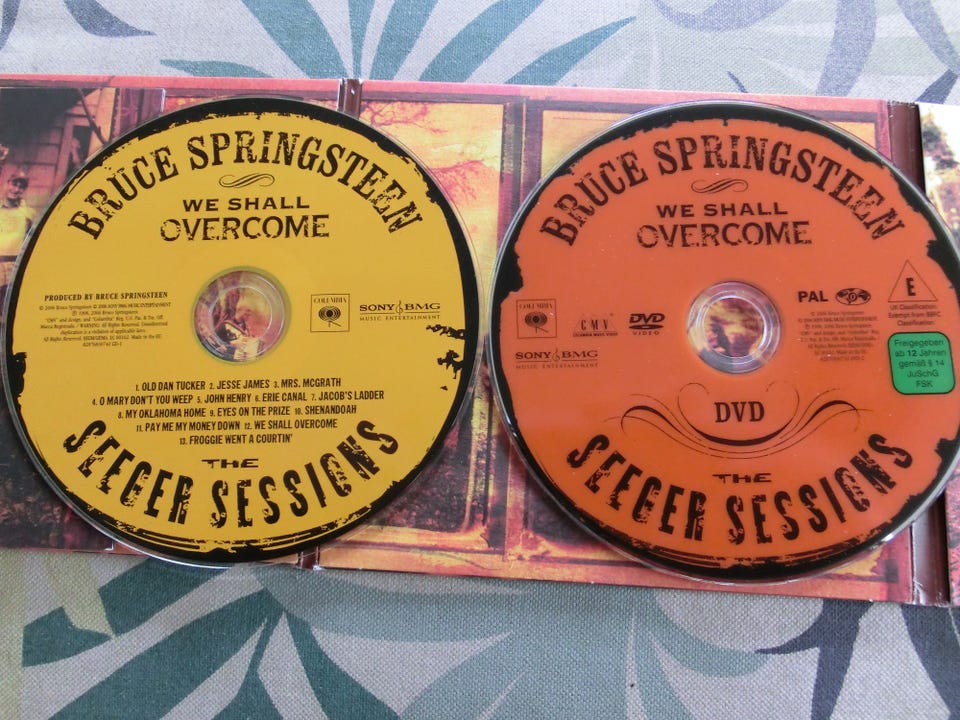 BRUCE SPRINGSTEEN
WE SHALL
OVERCOME
PRODUCED BY BRUCE SPRINGSTEEN
COLUMBIA
SONY BMG
MUSIC ENTERTAINMENT
1. OLD DAN TUCKER 2. JESSE JAMES 3. MRS. MCGRATH
4. O MARY DON'T YOU WEEP 5. JOHN HENRY 6. ERIE CANAL 7. JACOB'S LADDER
8. MY OKLAHOMA HOME 9. EYES ON THE PRIZE 10. SHENANDOAH
11. PAY ME MY MONEY DOWN 12. WE SHALL OVERCOME
13. FROGGIE WENT A COURTIN'
THE
SEEGER SESSIONS
BRUCE SPRINGSTEEN
WE SHALL
OVERCOME
COLUMBIA
CMV
COLUMBIA MUSIC VIDEO
DVD
VIDEO
SONY BMG
MUSIC ENTERTAINMENT
PAL
E
UK Classification:
Exempt from BBFC
Classification
Freigegeben
ab 12 Jahren
gemäß § 14
JuSchG
FSK
DVD
THE
SEEGER SESSIONS